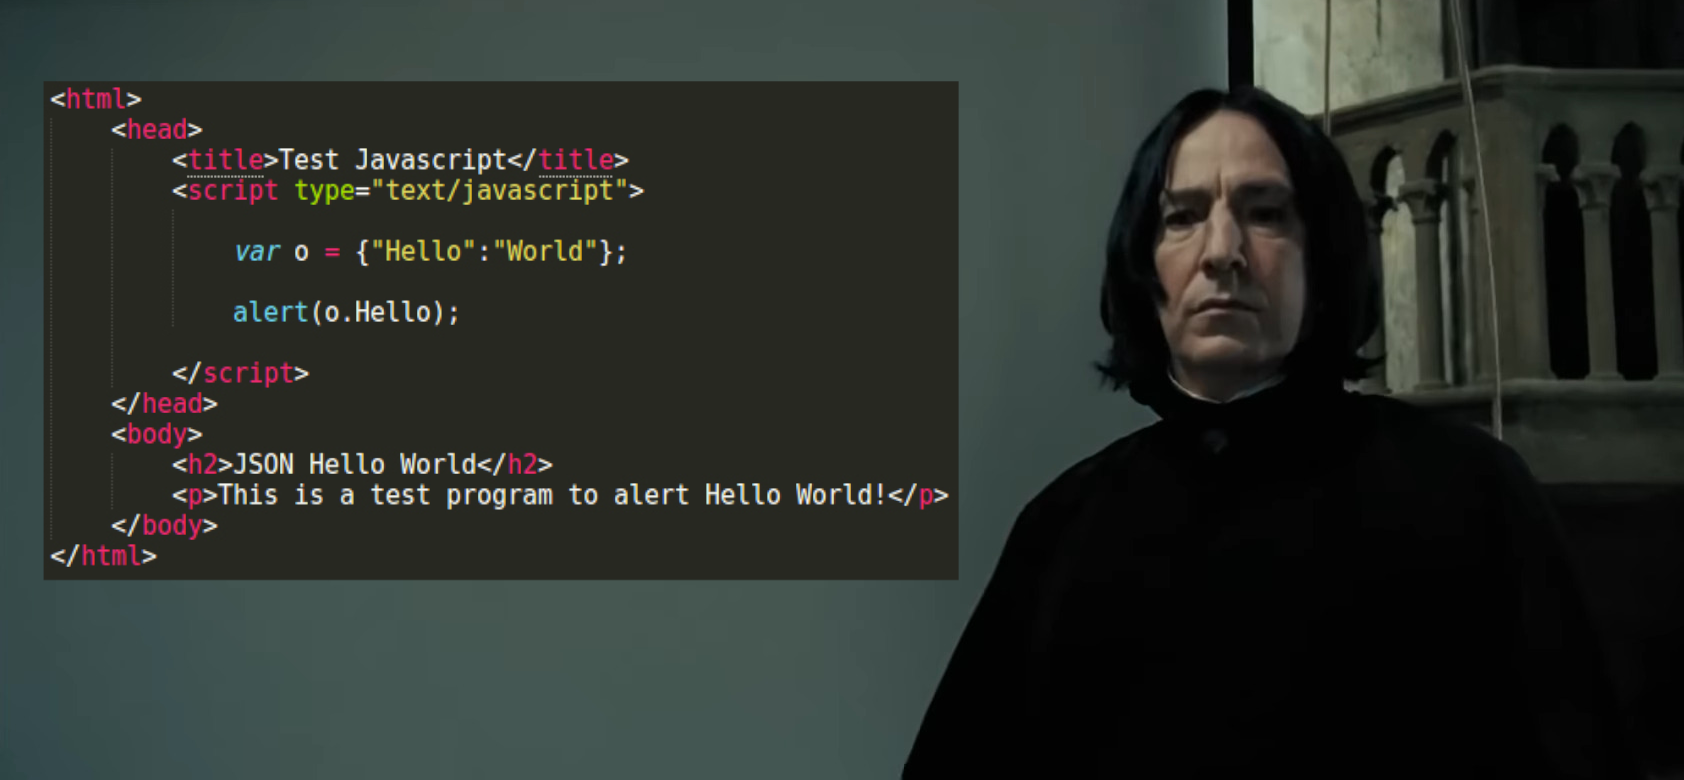 <html>
<head>
<title>Test Javascript</title>
<script type="text/javascript">
var o = {"Hello":"World"};
alert(o.Hello);
</script>
</head>
<body>
<h2>JSON Hello World</h2>
<p>This is a test program to alert Hello World!</p>
</body>
</html>